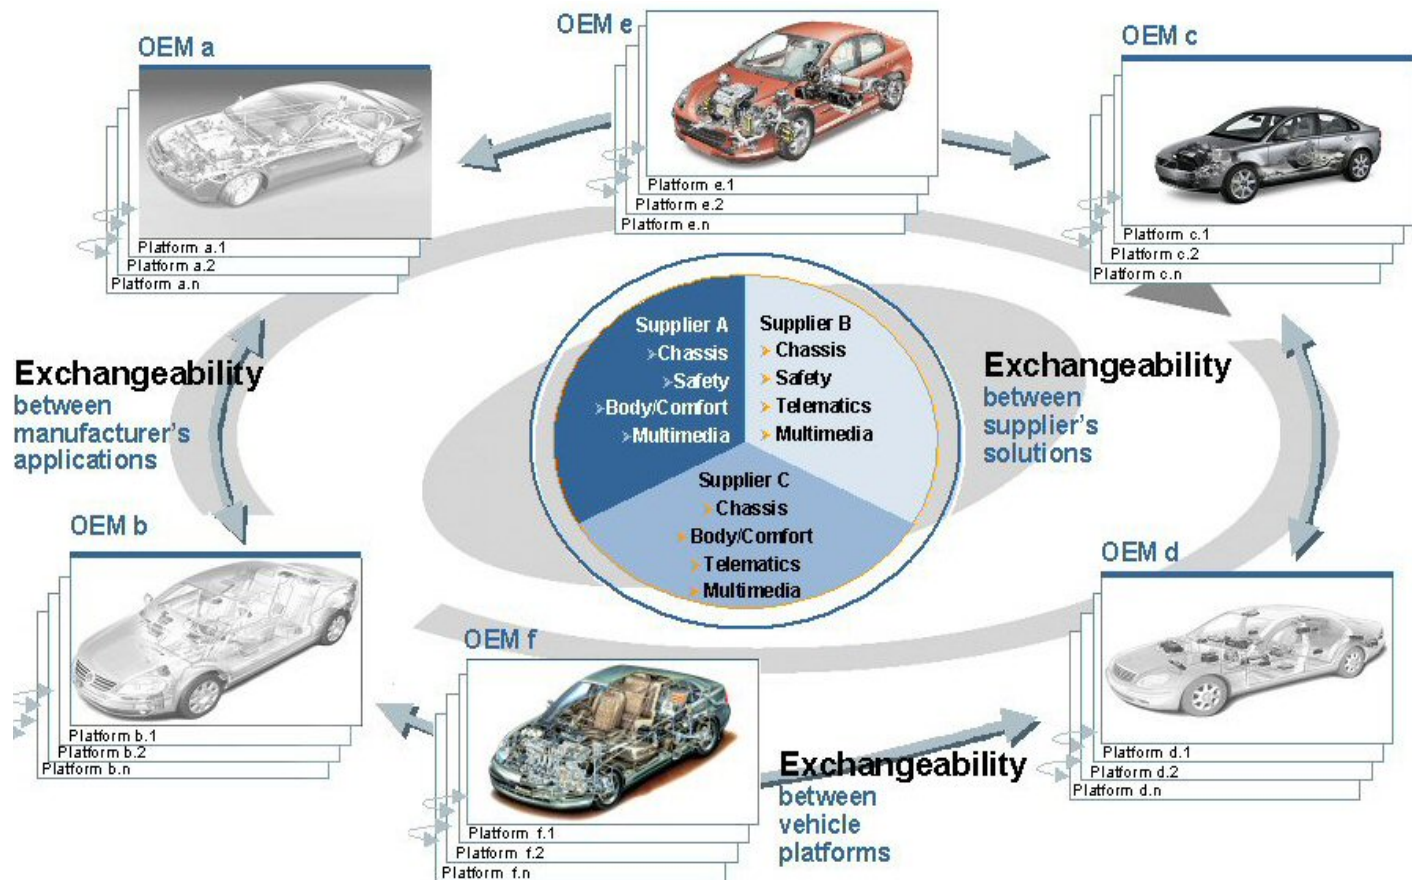 OEM e
OEM a
OEM c
Platform e.1
Platform e.2
Platform e.n
Platform a.1
Platform a.2
Platform a.n
Platform c.1
Platform c.2
Platform c.n
Supplier A
Chassis
Safety
Body/Comfort
Multimedia
Supplier B
Chassis
Safety
Telematics
Multimedia
Supplier C
Chassis
Body/Comfort
Telematics
Multimedia
Exchangeability
between
manufacturer's
applications
Exchangeability
between
supplier's
solutions
OEM b
Platform b.1
Platform b.2
Platform b.n
OEM f
Platform f.1
Platform f.2
Platform f.n
OEM d
Platform d.1
Platform d.2
Platform d.n
Exchangeability
between
vehicle
platforms